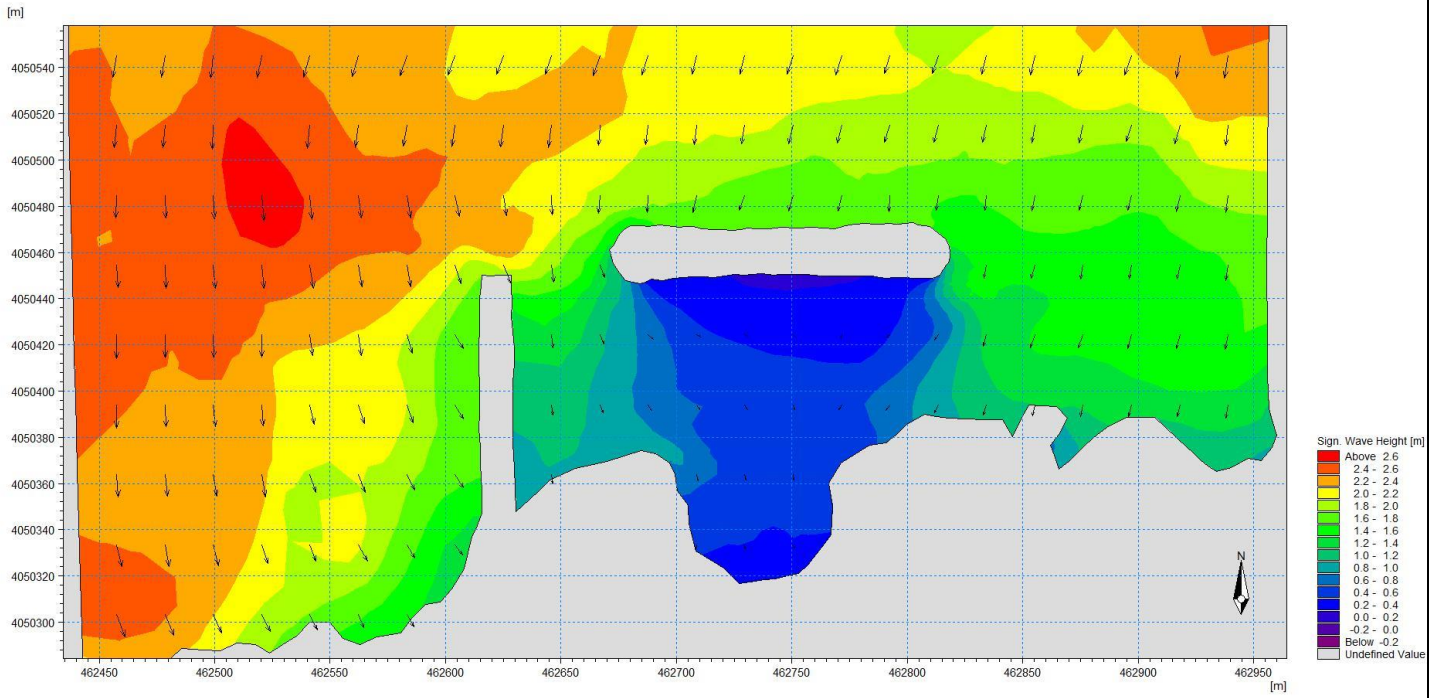 [m]
4050540
4050520
4050500
4050480
4050460
4050440
4050420
4050400
4050380
4050360
4050340
4050320
4050300
462450
462500
462550
462600
462650
462700
462750
462800
462850
462900
462950
[m]
N
Sign. Wave Height [m]
Above 2.6
2.4 - 2.6
2.2 - 2.4
2.0 - 2.2
1.8 - 2.0
1.6 - 1.8
1.4 - 1.6
1.2 - 1.4
1.0 - 1.2
0.8 - 1.0
0.6 - 0.8
0.4 - 0.6
0.2 - 0.4
0.0 - 0.2
-0.2 - 0.0
Below -0.2
Undefined Value